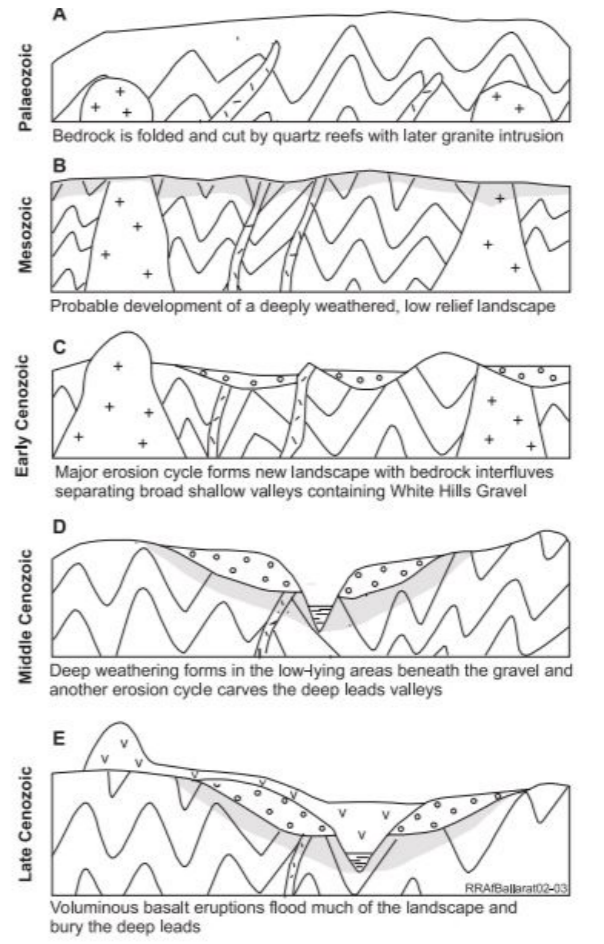 A
Palaeozoic
Bedrock is folded and cut by quartz reefs with later granite intrusion
B
Mesozoic
Probable development of a deeply weathered, low relief landscape
C
Early Cenozoic
Major erosion cycle forms new landscape with bedrock interfluves
separating broad shallow valleys containing White Hills Gravel
D
Middle Cenozoic
Deep weathering forms in the low-lying areas beneath the gravel and
another erosion cycle carves the deep leads valleys
E
Late Cenozoic
RRAfBallarat02-03
Voluminous basalt eruptions flood much of the landscape and
bury the deep leads